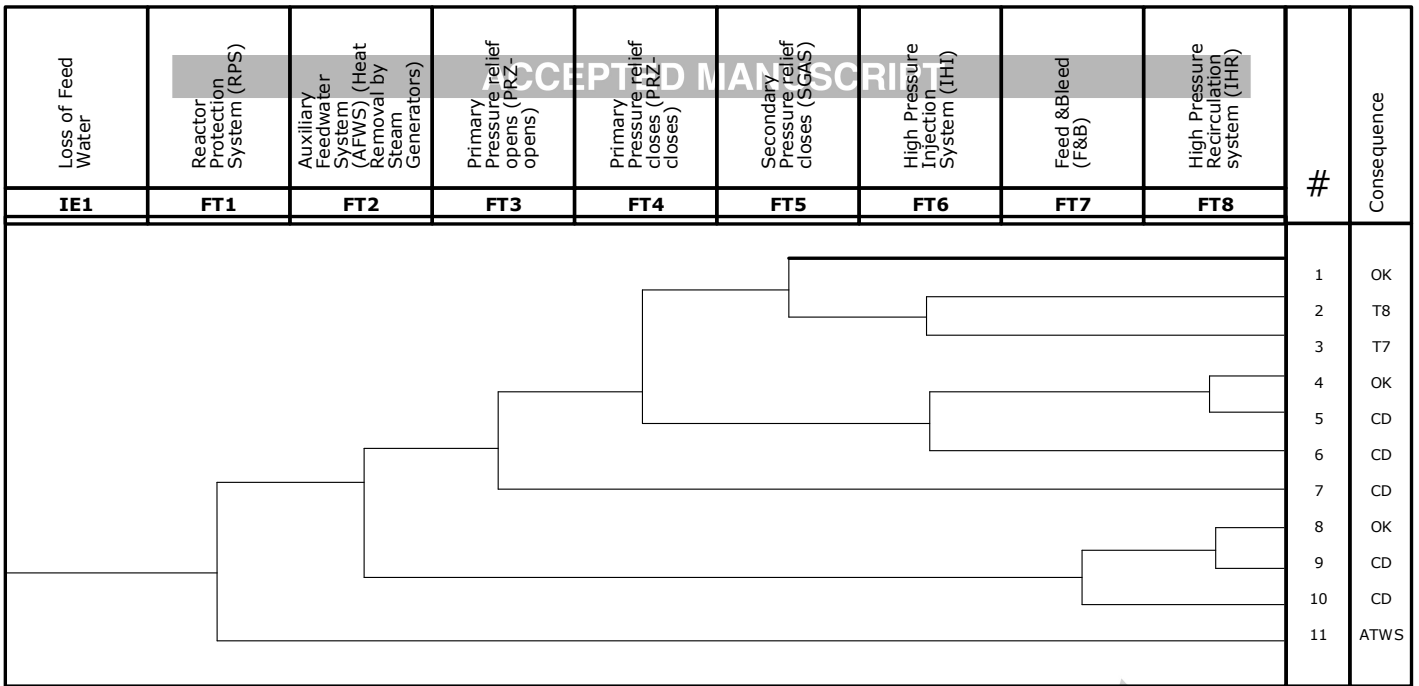 Loss of Feed
Water
Reactor
Protection
System (RPS)
Auxiliary
Feedwater
System
(AFWS) (Heat
Removal by
Steam
Generators)
Primary
Pressure relief
opens (PRZ-
opens)
Primary
Pressure relief
closes (PRZ-
closes)
Secondary
Pressure relief
closes (SGAS)
High Pressure
Injection
System (IHI)
Feed &Bleed
(F&B)
High Pressure
Recirculation
system (IHR)
#
Consequence
ACCEPTED MANUSCRIPT
IE1 FT1 FT2 FT3 FT4 FT5 FT6 FT7 FT8
1 OK
2 T8
3 T7
4 OK
5 CD
6 CD
7 CD
8 OK
9 CD
10 CD
11 ATWS